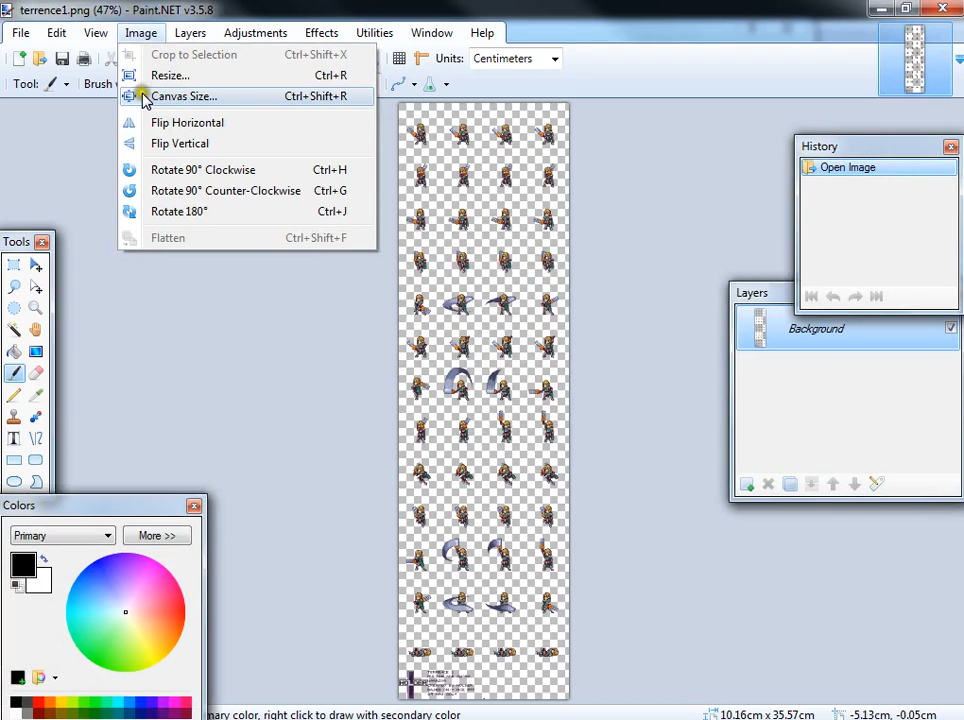 terrence1.png (47%) - Paint.NET v3.5.8
File Edit View Image Layers Adjustments Effects Utilities Window Help
Units: Centimeters
Tool: Brush
Crop to Selection Ctrl+Shift+X
Resize... Ctrl+R
Canvas Size... Ctrl+Shift+R
Flip Horizontal
Flip Vertical
Rotate 90° Clockwise Ctrl+H
Rotate 90° Counter-Clockwise Ctrl+G
Rotate 180° Ctrl+J
Flatten Ctrl+Shift+F
History
Open Image
Tools
Layers
Background
Colors
Primary
More >>
color, right click to draw with secondary color
10.16cm x 35.57cm
-5.13cm, -0.05cm